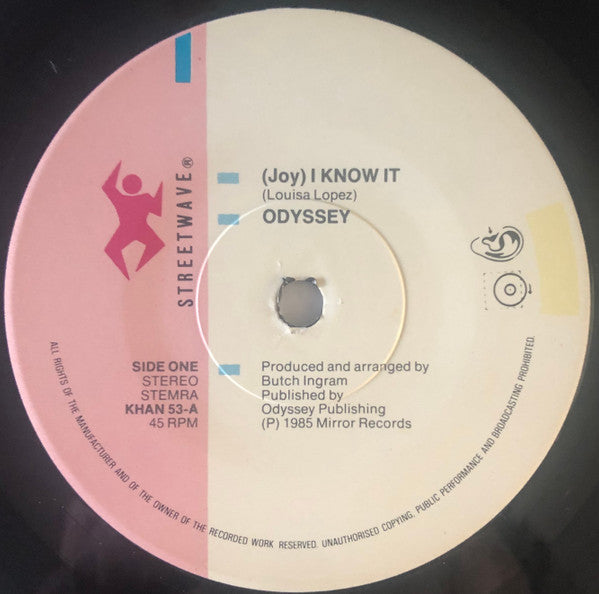 STREETWAVE®
(Joy) I KNOW IT
(Louisa Lopez)
ODYSSEY
SIDE ONE
STEREO
STEMRA
KHAN 53-A
45 RPM
Produced and arranged by
Butch Ingram
Published by
Odyssey Publishing
(P) 1985 Mirror Records
ALL RIGHTS OF THE MANUFACTURER AND OF THE OWNER OF THE RECORDED WORK RESERVED. UNAUTHORISED COPYING, PUBLIC PERFORMANCE AND BROADCASTING PROHIBITED.